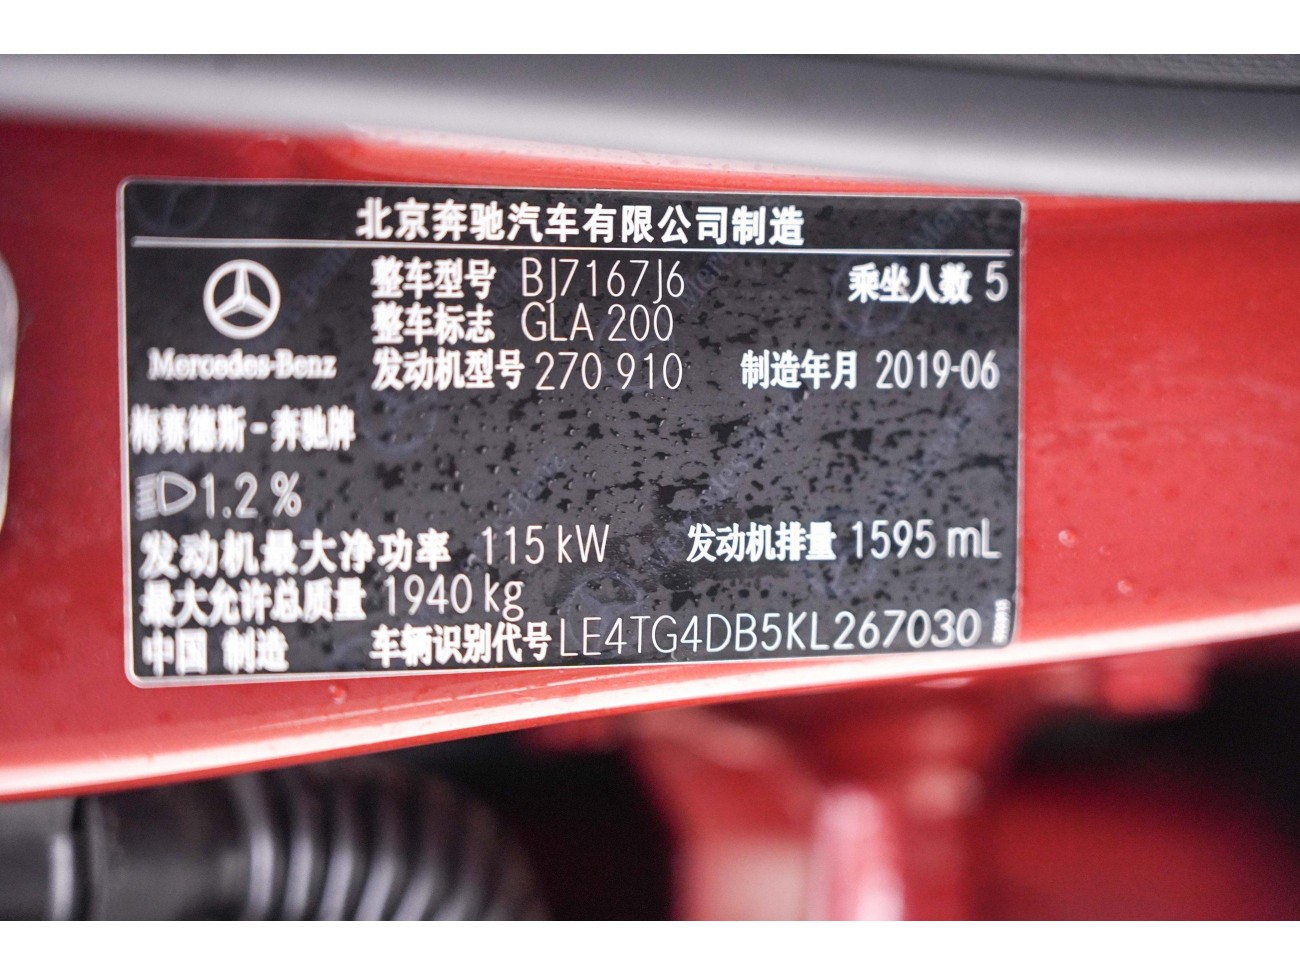 北京奔驰汽车有限公司制造
整车型号 BJ7167J6 乘坐人数 5
整车标志 GLA 200
Mercedes-Benz
发动机型号 270 910 制造年月 2019-06
梅赛德斯-奔驰牌
1.2%
发动机最大净功率 115 kW 发动机排量 1595 mL
最大允许总质量 1940 kg
中国 制造 车辆识别代号 LE4TG4DB5KL267030